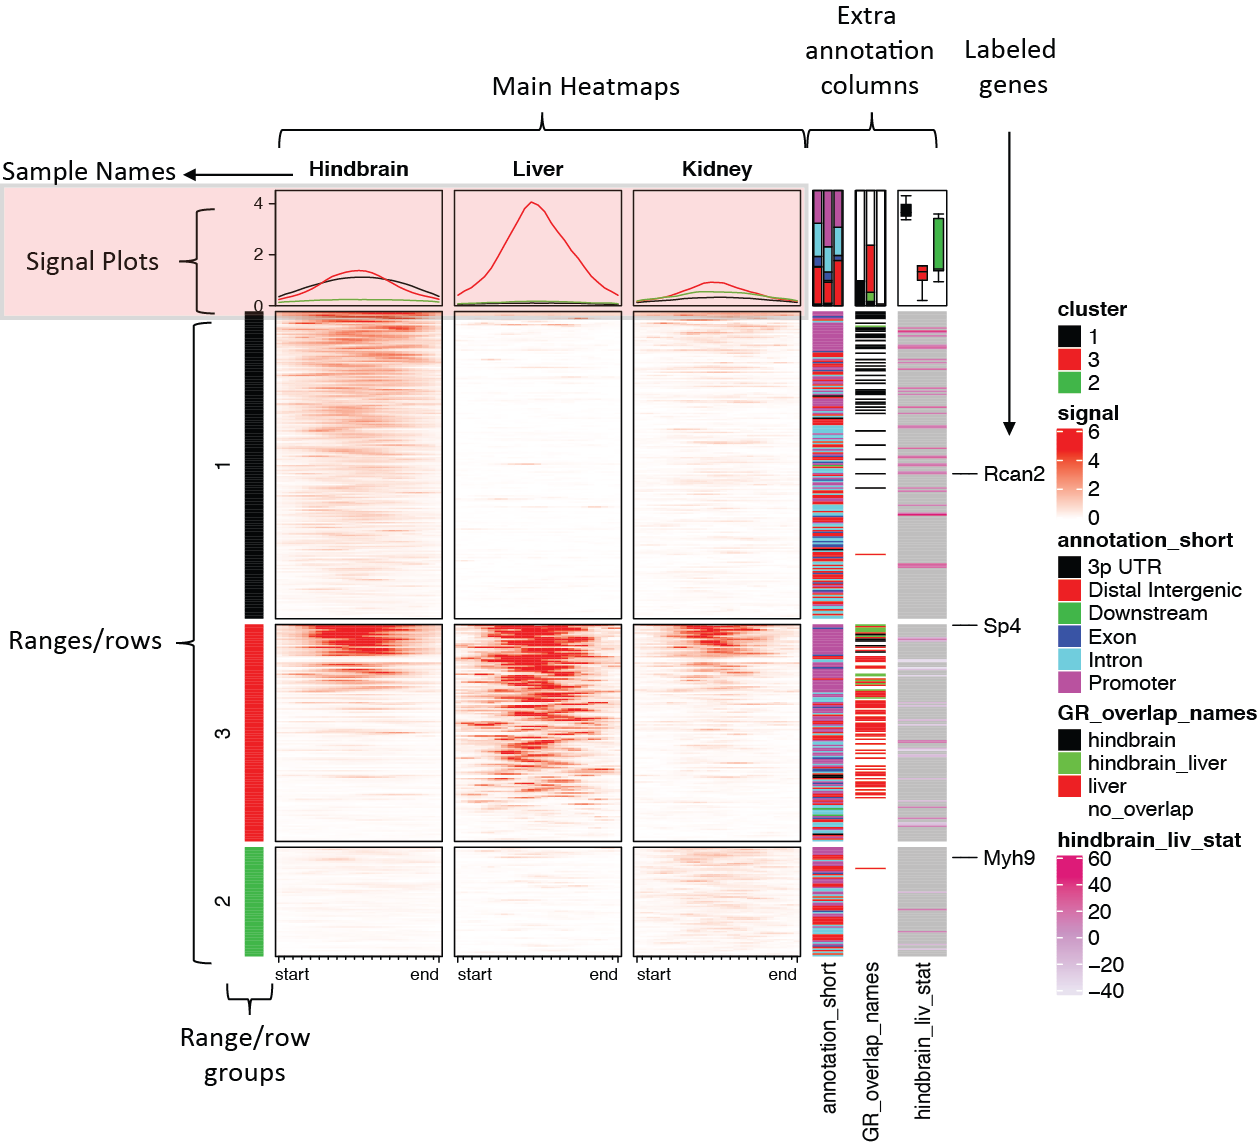 Extra
annotation
columns
Labeled
genes
Main Heatmaps
Sample Names
Hindbrain
Liver
Kidney
Signal Plots
4
2
0
1
3
2
Ranges/rows
start
end
start
end
start
end
Range/row
groups
annotation_short
GR_overlap_names
hindbrain_liv_stat
Rcan2
Sp4
Myh9
cluster
1
3
2
signal
6
4
2
0
annotation_short
3p UTR
Distal Intergenic
Downstream
Exon
Intron
Promoter
GR_overlap_names
hindbrain
hindbrain_liver
liver
no_overlap
hindbrain_liv_stat
60
40
20
0
−20
−40